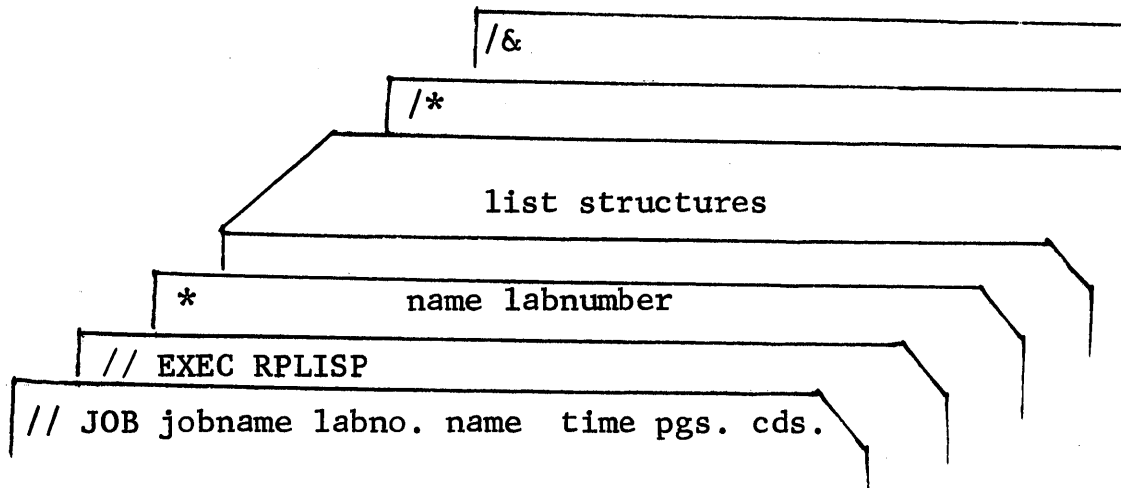 /&
/*
list structures
* name labnumber
// EXEC RPLISP
// JOB jobname labno. name time pgs. cds.